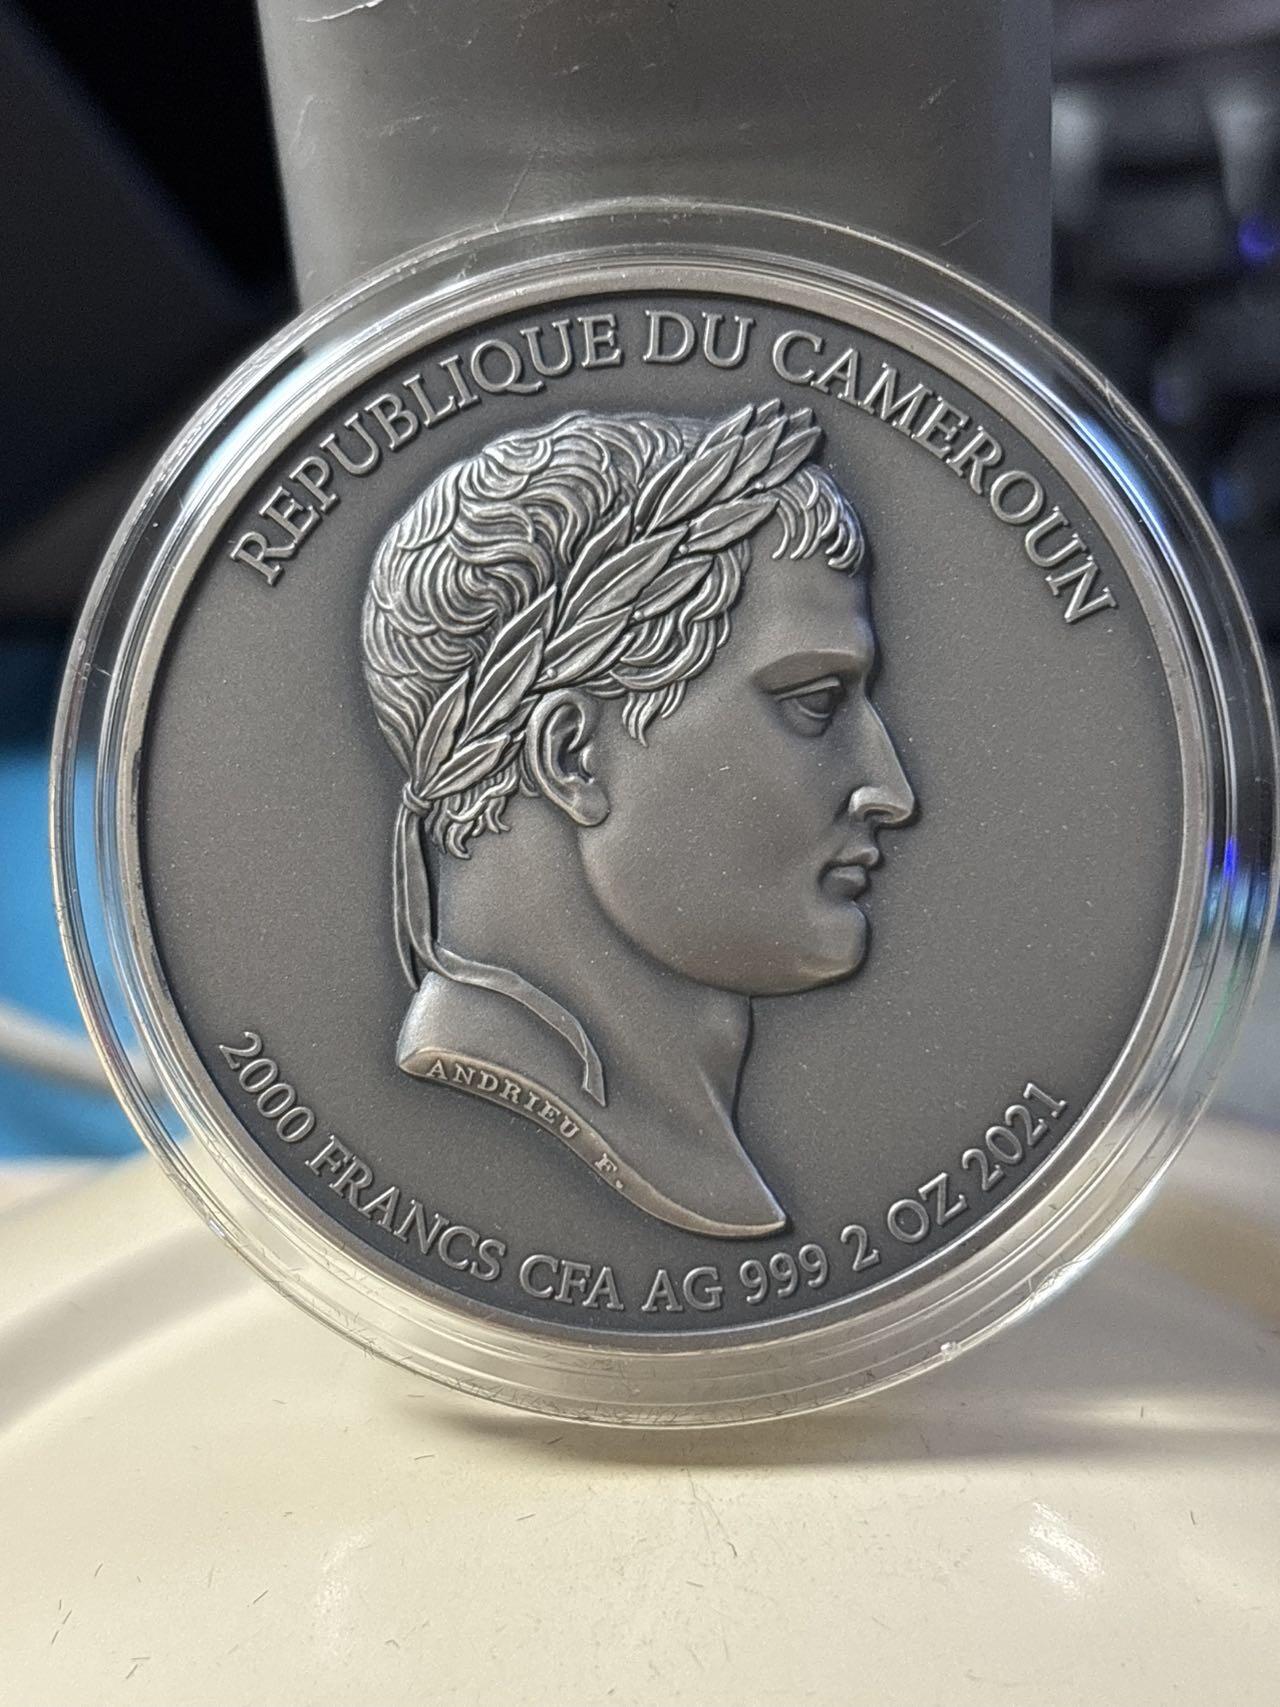 REPUBLIQUE DU CAMEROUN
ANDRIEU F.
2000 FRANCS CFA AG 999 2 OZ 2021